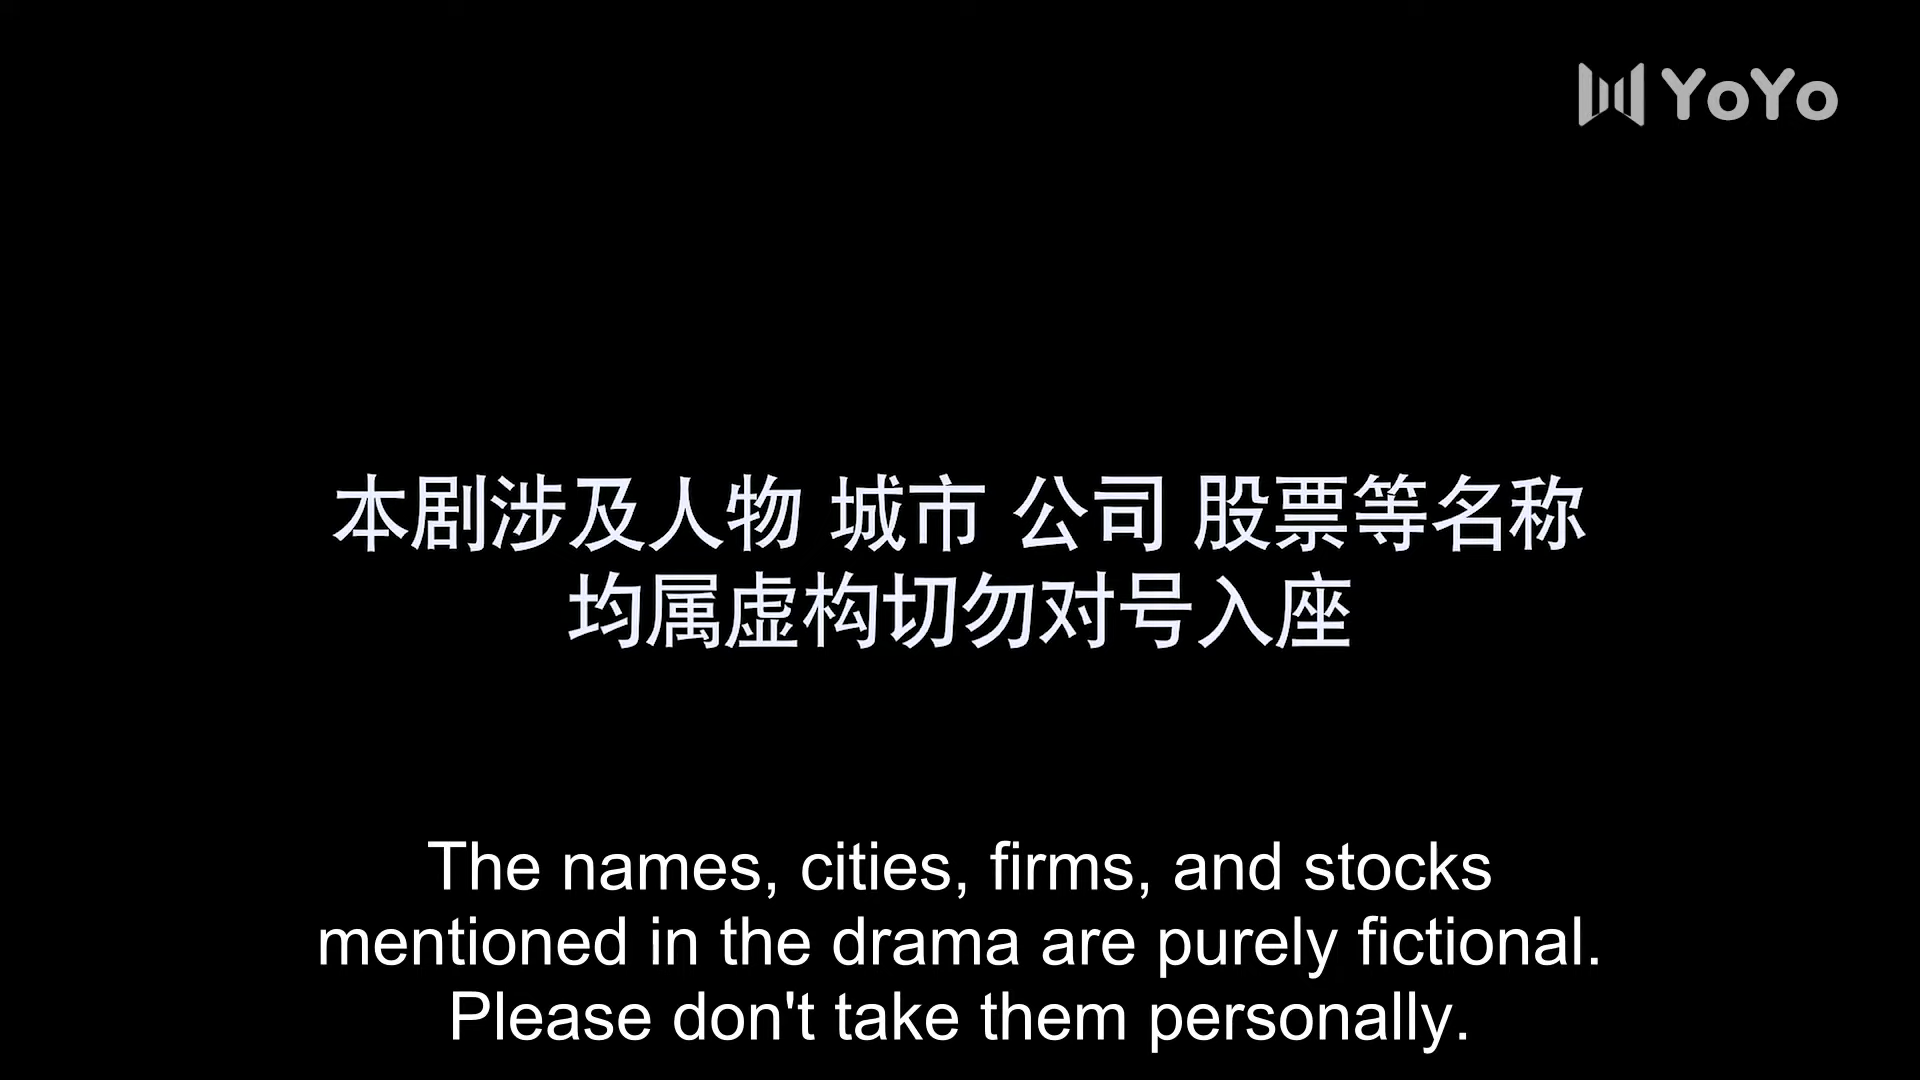 YoYo
本剧涉及人物 城市 公司 股票等名称
均属虚构切勿对号入座
The names, cities, firms, and stocks
mentioned in the drama are purely fictional.
Please don't take them personally.